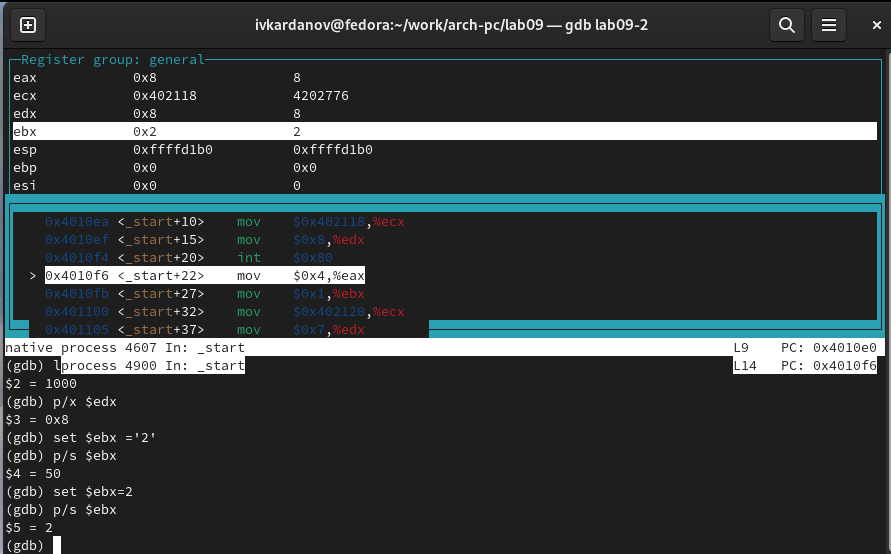 ivkardanov@fedora:~/work/arch-pc/lab09 — gdb lab09-2
Register group: general
eax 0x8 8
ecx 0x402118 4202776
edx 0x8 8
ebx 0x2 2
esp 0xffffd1b0 0xffffd1b0
ebp 0x0 0x0
esi 0x0 0
0x4010ea <_start+10> mov $0x402118,%ecx
0x4010ef <_start+15> mov $0x8,%edx
0x4010f4 <_start+20> int $0x80
> 0x4010f6 <_start+22> mov $0x4,%eax
0x4010fb <_start+27> mov $0x1,%ebx
0x401100 <_start+32> mov $0x402120,%ecx
0x401105 <_start+37> mov $0x7,%edx
native process 4607 In: _start L9 PC: 0x4010e0
(gdb) lprocess 4900 In: _start L14 PC: 0x4010f6
$2 = 1000
(gdb) p/x $edx
$3 = 0x8
(gdb) set $ebx ='2'
(gdb) p/s $ebx
$4 = 50
(gdb) set $ebx=2
(gdb) p/s $ebx
$5 = 2
(gdb)